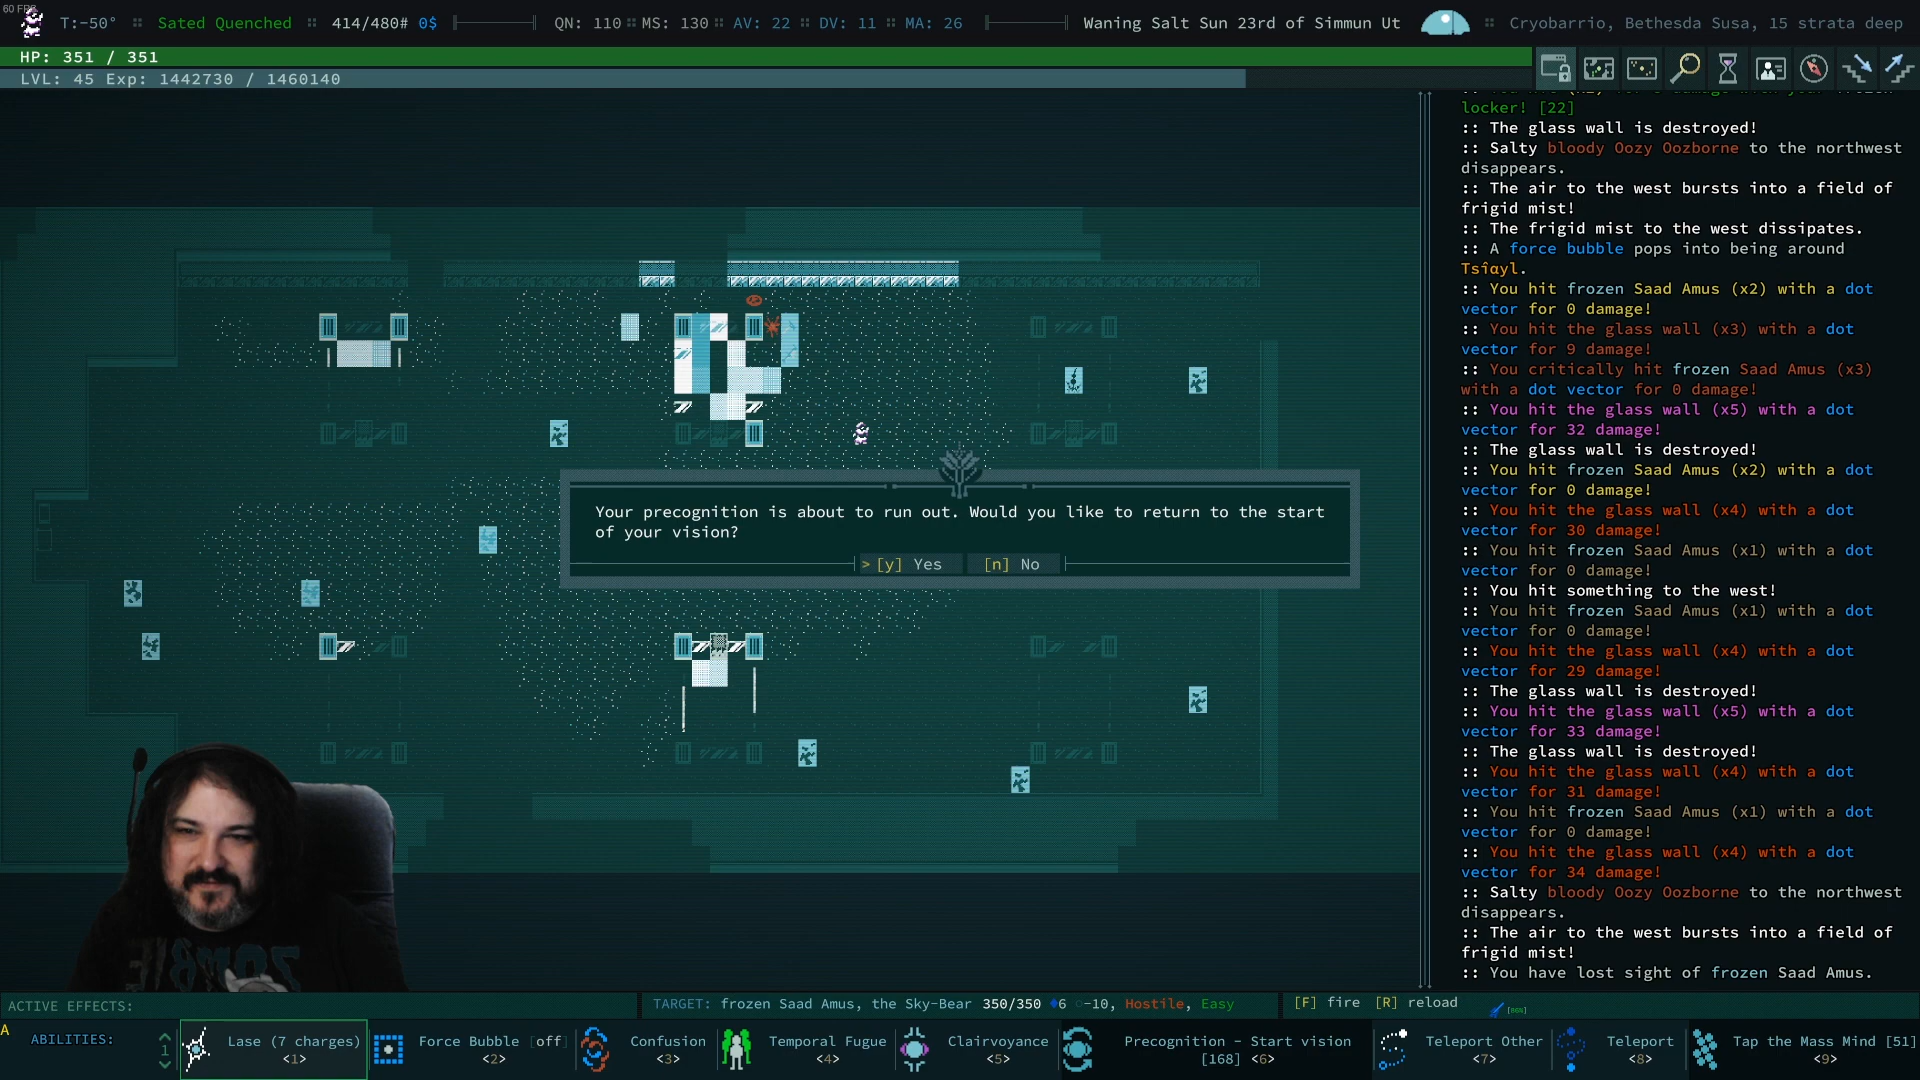 60 FPS
T:-50° :: Sated Quenched :: 414/480# 0$ QN: 110 :: MS: 130 :: AV: 22 :: DV: 11 :: MA: 26 Waning Salt Sun 23rd of Simmun Ut :: Cryobarrio, Bethesda Susa, 15 strata deep
HP: 351 / 351
LVL: 45 Exp: 1442730 / 1460140
locker! [22]
:: The glass wall is destroyed!
:: Salty bloody Oozy Oozborne to the northwest
disappears.
:: The air to the west bursts into a field of
frigid mist!
:: The frigid mist to the west dissipates.
:: A force bubble pops into being around
Tsîɑyl.
:: You hit frozen Saad Amus (x2) with a dot
vector for 0 damage!
:: You hit the glass wall (x3) with a dot
vector for 9 damage!
:: You critically hit frozen Saad Amus (x3)
with a dot vector for 0 damage!
:: You hit the glass wall (x5) with a dot
vector for 32 damage!
:: The glass wall is destroyed!
:: You hit frozen Saad Amus (x2) with a dot
vector for 0 damage!
:: You hit the glass wall (x4) with a dot
vector for 30 damage!
:: You hit frozen Saad Amus (x1) with a dot
vector for 0 damage!
:: You hit something to the west!
:: You hit frozen Saad Amus (x1) with a dot
vector for 0 damage!
:: You hit the glass wall (x4) with a dot
vector for 29 damage!
:: The glass wall is destroyed!
:: You hit the glass wall (x5) with a dot
vector for 33 damage!
:: The glass wall is destroyed!
:: You hit the glass wall (x4) with a dot
vector for 31 damage!
:: You hit frozen Saad Amus (x1) with a dot
vector for 0 damage!
:: You hit the glass wall (x4) with a dot
vector for 34 damage!
:: Salty bloody Oozy Oozborne to the northwest
disappears.
:: The air to the west bursts into a field of
frigid mist!
:: You have lost sight of frozen Saad Amus.
Your precognition is about to run out. Would you like to return to the start
of your vision?
> [y] Yes [n] No
ACTIVE EFFECTS:
TARGET: frozen Saad Amus, the Sky-Bear 350/350 ♦6 ○-10, Hostile, Easy
[F] fire [R] reload [86%]
A
ABILITIES: 1
Lase (7 charges) <1>
Force Bubble [off] <2>
Confusion <3>
Temporal Fugue <4>
Clairvoyance <5>
Precognition - Start vision [168] <6>
Teleport Other <7>
Teleport <8>
Tap the Mass Mind [51] <9>